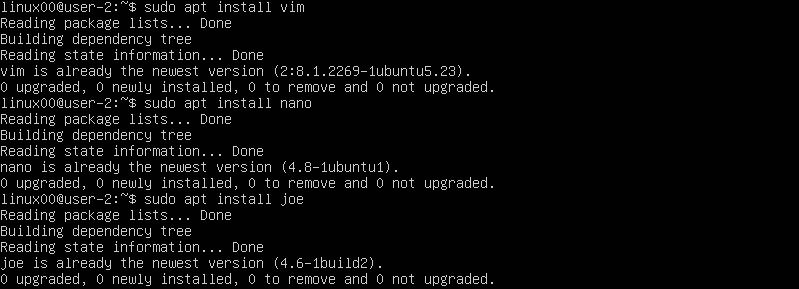 linux00@user-2:~$ sudo apt install vim
Reading package lists... Done
Building dependency tree
Reading state information... Done
vim is already the newest version (2:8.1.2269-1ubuntu5.23).
0 upgraded, 0 newly installed, 0 to remove and 0 not upgraded.
linux00@user-2:~$ sudo apt install nano
Reading package lists... Done
Building dependency tree
Reading state information... Done
nano is already the newest version (4.8-1ubuntu1).
0 upgraded, 0 newly installed, 0 to remove and 0 not upgraded.
linux00@user-2:~$ sudo apt install joe
Reading package lists... Done
Building dependency tree
Reading state information... Done
joe is already the newest version (4.6-1build2).
0 upgraded, 0 newly installed, 0 to remove and 0 not upgraded.